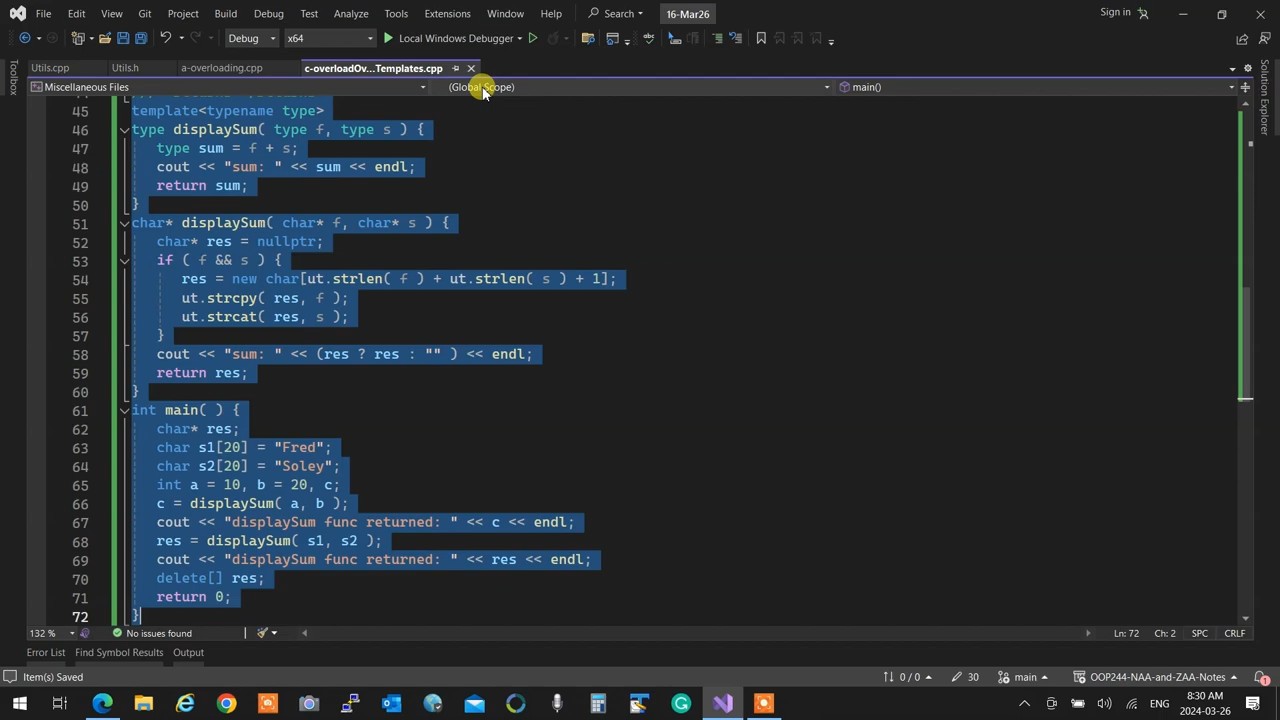 File Edit View Git Project Build Debug Test Analyze Tools Extensions Window Help Search 16-Mar26 Sign in
Debug x64 Local Windows Debugger
Utils.cpp Utils.h a-overloading.cpp c-overloadOv...Templates.cpp
Toolbox
Solution Explorer
Miscellaneous Files (Global Scope) main()
45 template<typename type>
46 type displaySum( type f, type s ) {
47 type sum = f + s;
48 cout << "sum: " << sum << endl;
49 return sum;
50 }
51 char* displaySum( char* f, char* s ) {
52 char* res = nullptr;
53 if ( f && s ) {
54 res = new char[ut.strlen( f ) + ut.strlen( s ) + 1];
55 ut.strcpy( res, f );
56 ut.strcat( res, s );
57 }
58 cout << "sum: " << (res ? res : "" ) << endl;
59 return res;
60 }
61 int main( ) {
62 char* res;
63 char s1[20] = "Fred";
64 char s2[20] = "Soley";
65 int a = 10, b = 20, c;
66 c = displaySum( a, b );
67 cout << "displaySum func returned: " << c << endl;
68 res = displaySum( s1, s2 );
69 cout << "displaySum func returned: " << res << endl;
70 delete[] res;
71 return 0;
72 }
132 % No issues found Ln: 72 Ch: 2 SPC CRLF
Error List Find Symbol Results Output
Item(s) Saved 0 / 0 30 main OOP244-NAA-and-ZAA-Notes 1
ENG 8:30 AM
2024-03-26